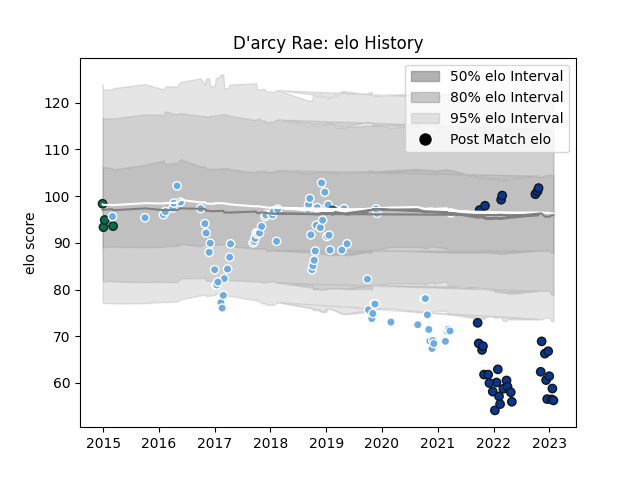 D'arcy Rae: elo History
50% elo Interval
80% elo Interval
95% elo Interval
Post Match elo
elo score
120
110
100
90
80
70
60
2015 2016 2017 2018 2019 2020 2021 2022 2023